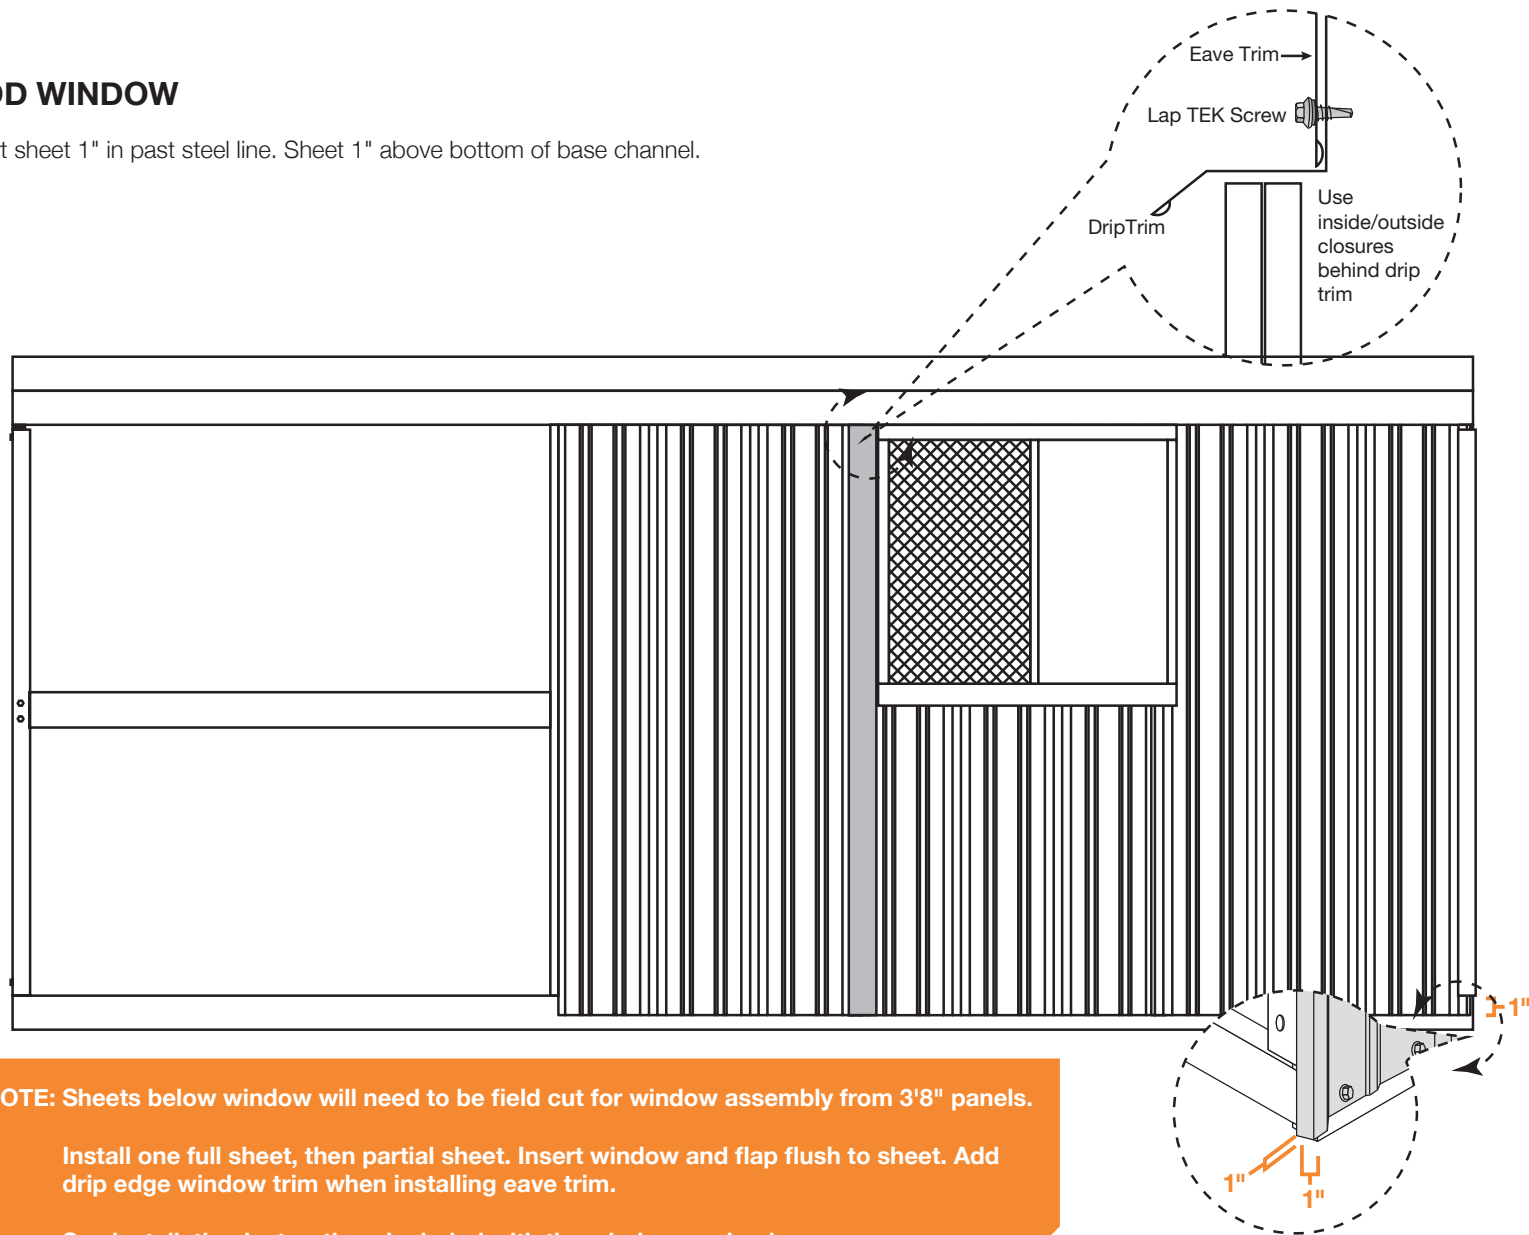 WINDOW
sheet 1" in past steel line. Sheet 1" above bottom of base channel.
Eave Trim
Lap TEK Screw
DripTrim
Use
inside/outside
closures
behind drip
trim
1"
1"
1"
OTE: Sheets below window will need to be field cut for window assembly from 3'8" panels.
Install one full sheet, then partial sheet. Insert window and flap flush to sheet. Add
drip edge window trim when installing eave trim.